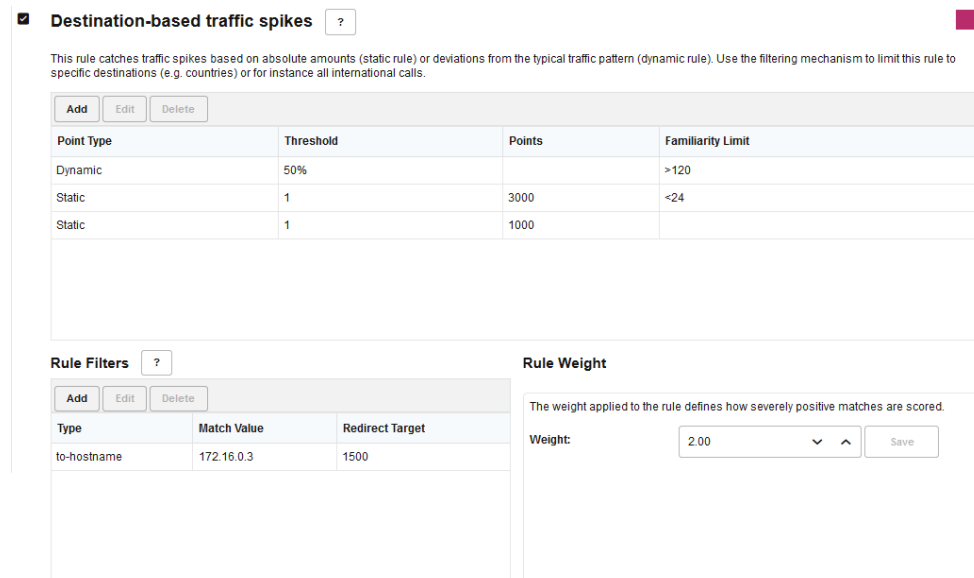 Destination-based traffic spikes ?
This rule catches traffic spikes based on absolute amounts (static rule) or deviations from the typical traffic pattern (dynamic rule). Use the filtering mechanism to limit this rule to
specific destinations (e.g. countries) or for instance all international calls.
Add Edit Delete
Point Type Threshold Points Familiarity Limit
Dynamic 50% >120
Static 1 3000 <24
Static 1 1000
Rule Filters ?
Add Edit Delete
Type Match Value Redirect Target
to-hostname 172.16.0.3 1500
Rule Weight
The weight applied to the rule defines how severely positive matches are scored.
Weight: 2.00 Save